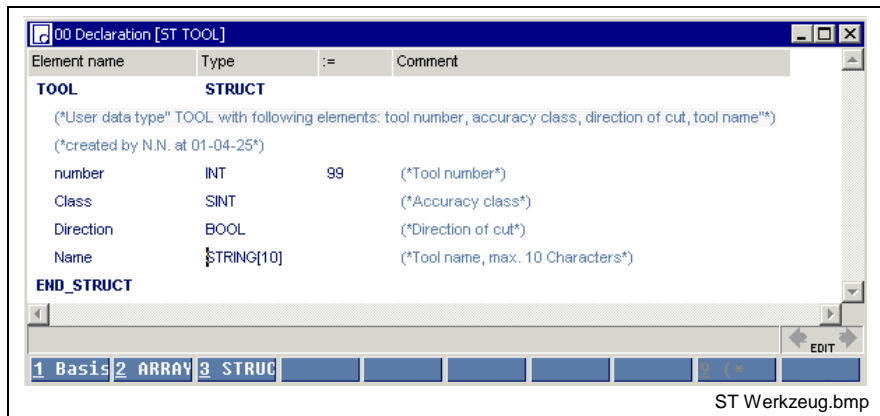 00 Declaration [ST TOOL]
Element name Type := Comment
TOOL STRUCT
(*User data type" TOOL with following elements: tool number, accuracy class, direction of cut, tool name"*)
(*created by N.N. at 01-04-25*)
number INT 99 (*Tool number*)
Class SINT (*Accuracy class*)
Direction BOOL (*Direction of cut*)
Name STRING[10] (*Tool name, max. 10 Characters*)
END_STRUCT
EDIT
1 Basis 2 ARRAY 3 STRUC 9 (*
ST Werkzeug.bmp